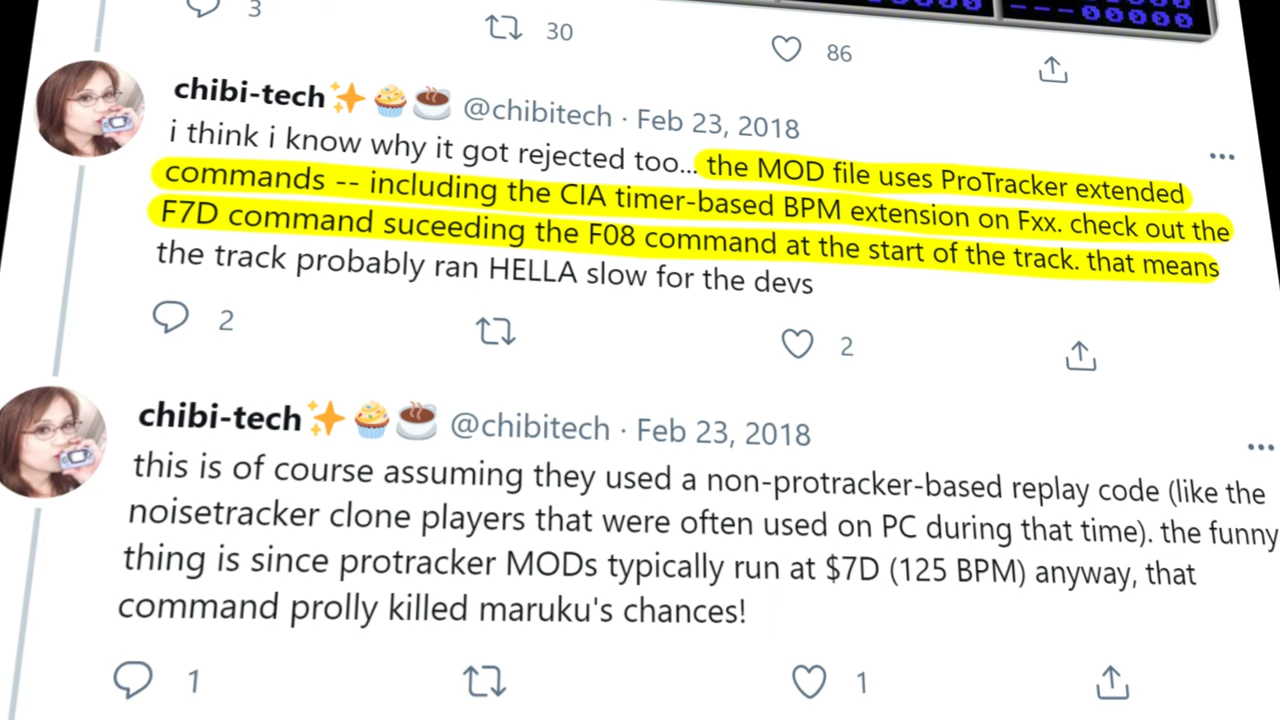 ---00000
00000
3
30
86
chibi-tech✨🧁☕ @chibitech · Feb 23, 2018
i think i know why it got rejected too... the MOD file uses ProTracker extended
commands -- including the CIA timer-based BPM extension on Fxx. check out the
F7D command suceeding the F08 command at the start of the track. that means
the track probably ran HELLA slow for the devs
2
2
chibi-tech✨🧁☕ @chibitech · Feb 23, 2018
this is of course assuming they used a non-protracker-based replay code (like the
noisetracker clone players that were often used on PC during that time). the funny
thing is since protracker MODs typically run at $7D (125 BPM) anyway, that
command prolly killed maruku's chances!
1
1